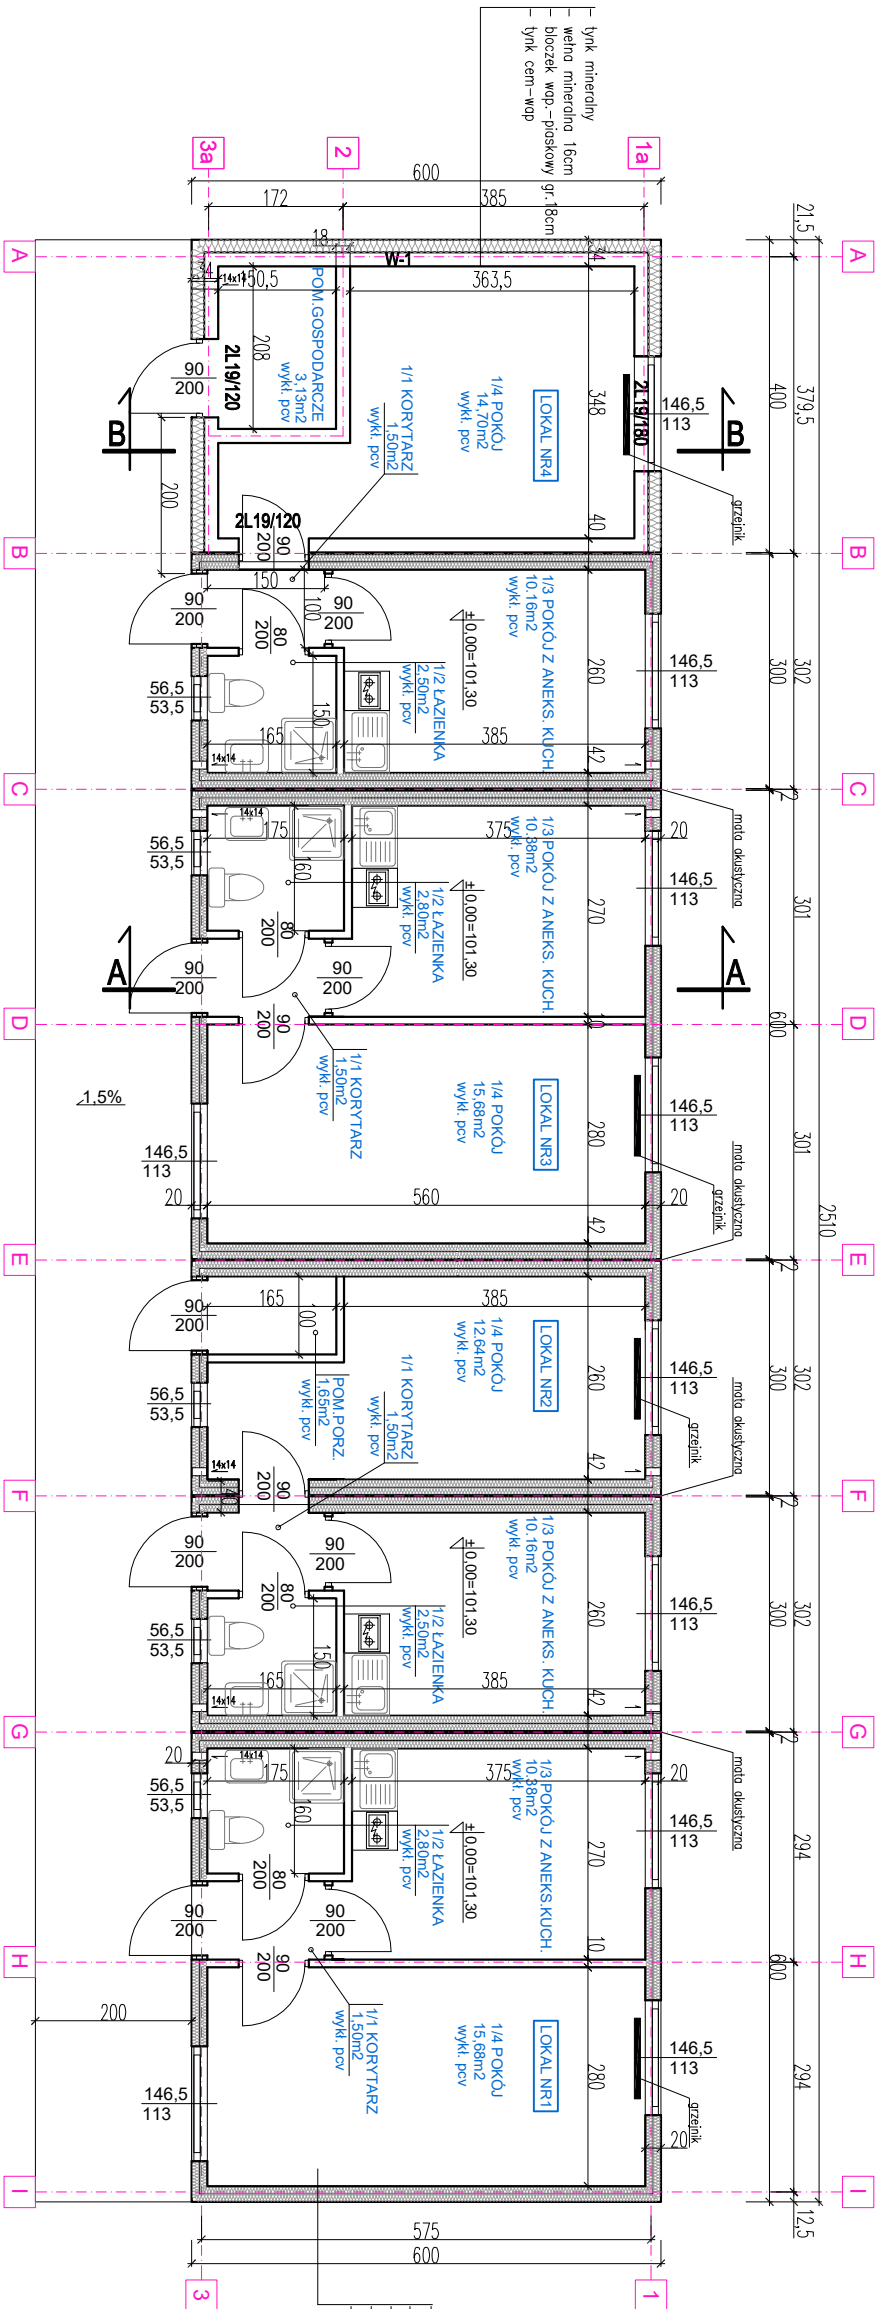 tynk mineralny
wełna mineralna 16cm
bloczek wap.-piaskowy gr.18cm
tynk cem-wap
3a
2
1a
600
172
385
21,5
A
A
18
W-1
34
14x14
150,5
363,5
34
POM.GOSPODARCZE
3,13m2
wykł. pcv
208
2L19/120
90
200
B
B
1/4 POKÓJ
14,70m2
wykł. pcv
LOKAL NR4
348
2L19/180
146,5
113
400
379,5
grzejnik
1/1 KORYTARZ
1,50m2
wykł. pcv
200
2L19/120
90
200
40
B
B
150
100
90
200
90
200
80
200
1/3 POKÓJ Z ANEKS. KUCH.
10.16m2
wykł. pcv
±0,00=101,30
1/2 ŁAZIENKA
2,50m2
wykł. pcv
260
146,5
113
300
302
56,5
53,5
150
165
385
42
14x14
1
C
C
2
mata akustyczna
14x14
175
375
20
56,5
53,5
160
1/3 POKÓJ Z ANEKS. KUCH.
10.38m2
wykł. pcv
±0,00=101,30
1/2 ŁAZIENKA
2,80m2
wykł. pcv
270
146,5
113
301
80
200
90
200
90
200
A
A
10
D
D
600
90
200
1/1 KORYTARZ
1,50m2
wykł. pcv
1/4 POKÓJ
15,68m2
wykł. pcv
LOKAL NR3
280
146,5
113
301
1,5%
146,5
113
grzejnik
mata akustyczna
20
560
20
42
2510
E
E
2
90
200
165
100
385
1/4 POKÓJ
12.64m2
wykł. pcv
LOKAL NR2
260
146,5
113
300
302
POM.PORZ.
1,65m2
wykł. pcv
1/1 KORYTARZ
1,50m2
wykł. pcv
56,5
53,5
grzejnik
mata akustyczna
14x14
90
200
42
1
40
F
F
2
90
200
90
200
80
200
1/3 POKÓJ Z ANEKS. KUCH.
10.16m2
wykł. pcv
±0,00=101,30
1/2 ŁAZIENKA
2,50m2
wykł. pcv
260
146,5
113
300
302
56,5
53,5
150
165
385
42
14x14
1
G
G
2
mata akustyczna
20
14x14
175
375
20
56,5
53,5
160
1/3 POKÓJ Z ANEKS.KUCH.
10.38m2
wykł. pcv
±0,00=101,30
1/2 ŁAZIENKA
2,80m2
wykł. pcv
270
146,5
113
294
80
200
90
200
90
200
10
H
H
600
90
200
1/1 KORYTARZ
1,50m2
wykł. pcv
1/4 POKÓJ
15,68m2
wykł. pcv
LOKAL NR1
280
146,5
113
294
200
146,5
113
grzejnik
20
I
I
12,5
575
600
3
1